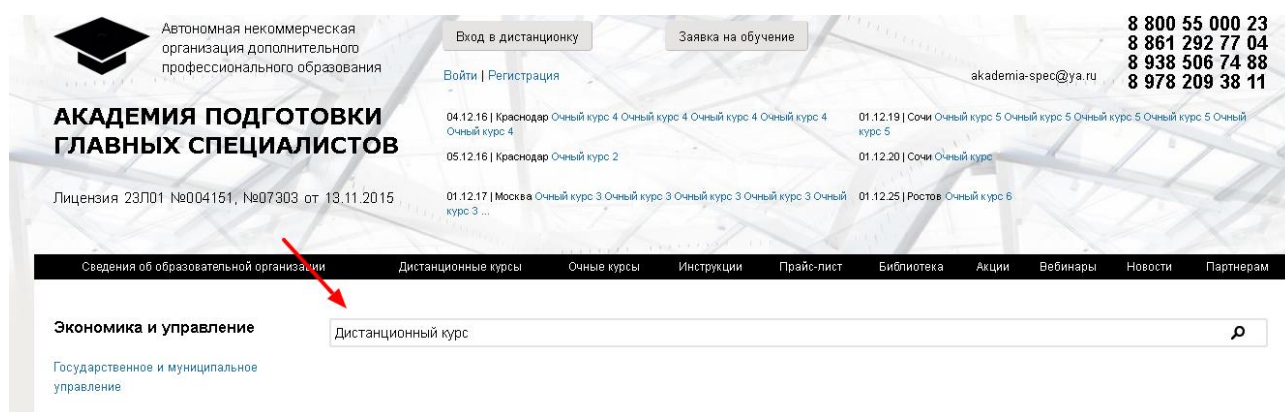 Автономная некоммерческая
организация дополнительного
профессионального образования
АКАДЕМИЯ ПОДГОТОВКИ
ГЛАВНЫХ СПЕЦИАЛИСТОВ
Лицензия 23Л01 №004151, №07303 от 13.11.2015
Вход в дистанционку
Заявка на обучение
Войти | Регистрация
akademia-spec@ya.ru
8 800 55 000 23
8 861 292 77 04
8 938 506 74 88
8 978 209 38 11
04.12.16 | Краснодар Очный курс 4 Очный курс 4 Очный курс 4 Очный курс 4
Очный курс 4
05.12.16 | Краснодар Очный курс 2
01.12.17 | Москва Очный курс 3 Очный курс 3 Очный курс 3 Очный курс 3 Очный
курс 3 ...
01.12.19 | Сочи Очный курс 5 Очный курс 5 Очный курс 5 Очный курс 5 Очный
курс 5
01.12.20 | Сочи Очный курс
01.12.25 | Ростов Очный курс 6
Сведения об образовательной организации Дистанционные курсы Очные курсы Инструкции Прайс-лист Библиотека Акции Вебинары Новости Партнерам
Экономика и управление
Дистанционный курс
Государственное и муниципальное
управление